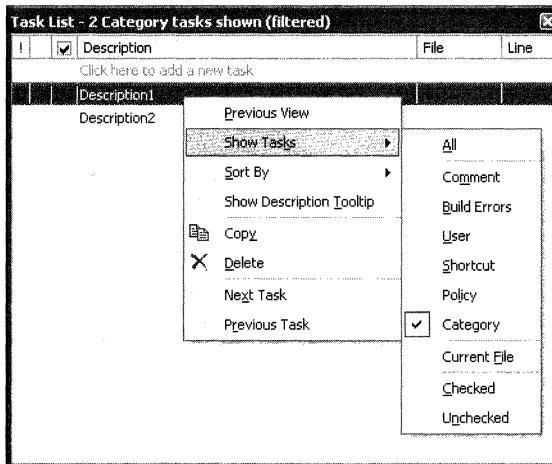 Task List - 2 Category tasks shown (filtered)
! Description File Line
Click here to add a new task
Description1
Description2
Previous View
Show Tasks
Sort By
Show Description Tooltip
Copy
Delete
Next Task
Previous Task
All
Comment
Build Errors
User
Shortcut
Policy
Category
Current File
Checked
Unchecked